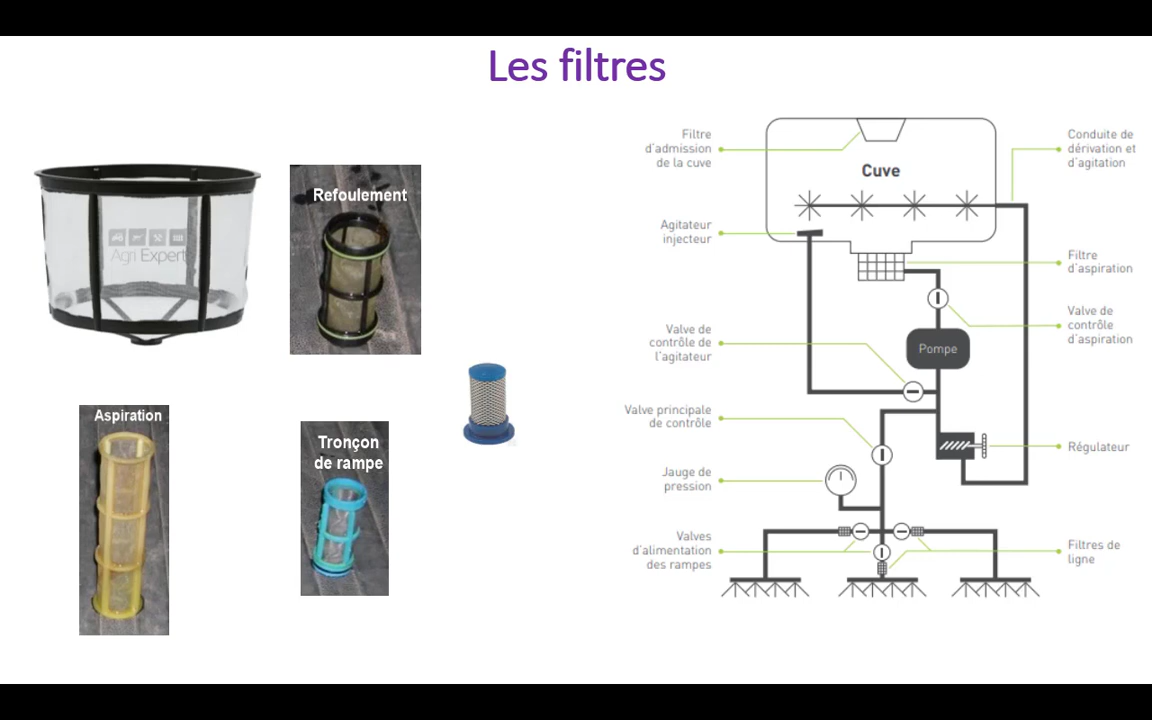 Les filtres
Agri Expert
Refoulement
Aspiration
Tronçon
de rampe
Filtre
d'admission
de la cuve
Cuve
Conduite de
dérivation et
d'agitation
Agitateur
injecteur
Filtre
d'aspiration
Valve de
contrôle
d'aspiration
Valve de
contrôle de
l'agitateur
Pompe
Valve principale
de contrôle
Régulateur
Jauge de
pression
Valves
d'alimentation
des rampes
Filtres de
ligne